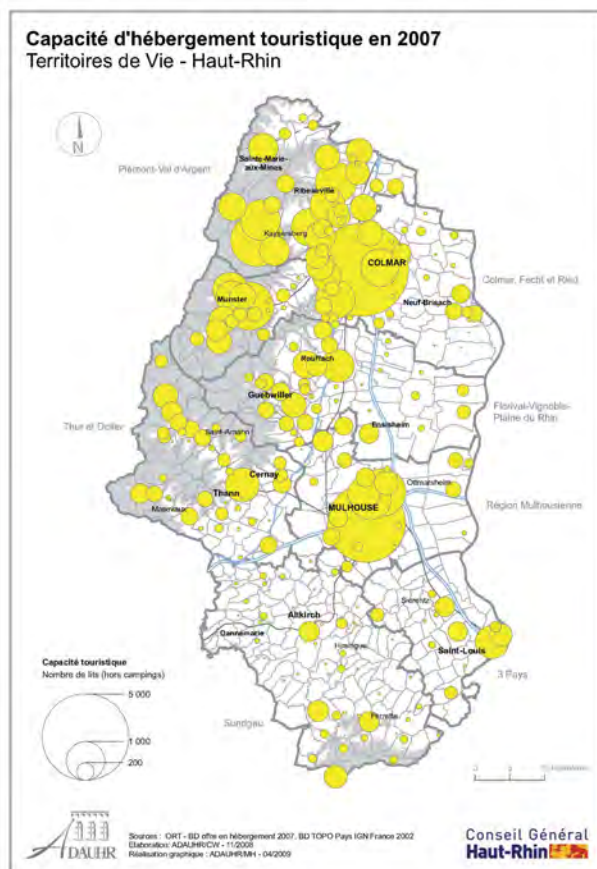 Capacité d'hébergement touristique en 2007
Territoires de Vie - Haut-Rhin
N
Sainte-Marie-
aux-Mines
Piémont-Val d'Argent
Ribeauvillé
Kaysersberg
COLMAR
Colmar, Fecht et Ried
Munster
Neuf-Brisach
Rouffach
Guebwiller
Florival-Vignoble-
Plaine du Rhin
Thur et Doller
Saint-Amarin
Ensisheim
Cernay
Ottmarsheim
Thann
MULHOUSE
Région Mulhousienne
Masevaux
Sierentz
Altkirch
Dannemarie
Hirsingue
Saint-Louis
3 Pays
Capacité touristique
Nombre de lits (hors campings)
5 000
1 000
200
Sundgau
Ferrette
ADAUHR
Sources : ORT - BD offre en hébergement 2007, BD TOPO Pays IGN France 2002
Elaboration: ADAUHR/CW - 11/2008
Réalisation graphique : ADAUHR/MH - 04/2009
Conseil Général
Haut-Rhin